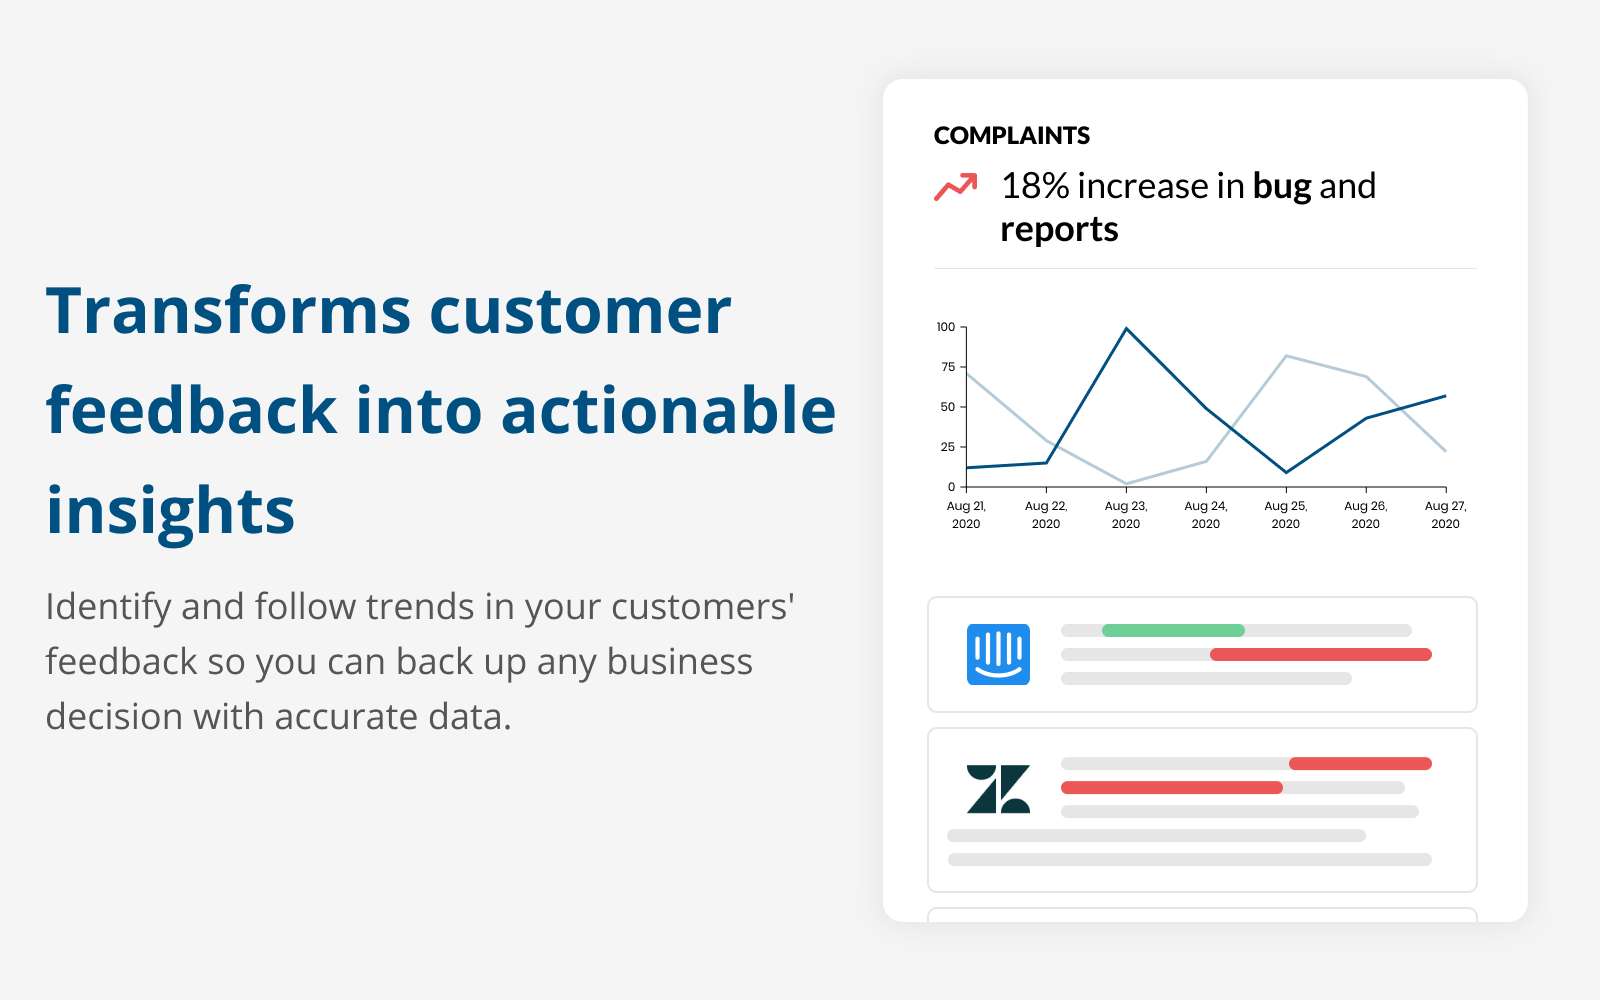 Transforms customer
feedback into actionable
insights
Identify and follow trends in your customers'
feedback so you can back up any business
decision with accurate data.
COMPLAINTS
18% increase in bug and
reports
100
75
50
25
0
Aug 21, Aug 22, Aug 23, Aug 24, Aug 25, Aug 26, Aug 27,
2020 2020 2020 2020 2020 2020 2020